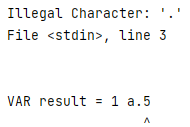 Illegal Character: '.'
File <stdin>, line 3
VAR result = 1 a.5
^